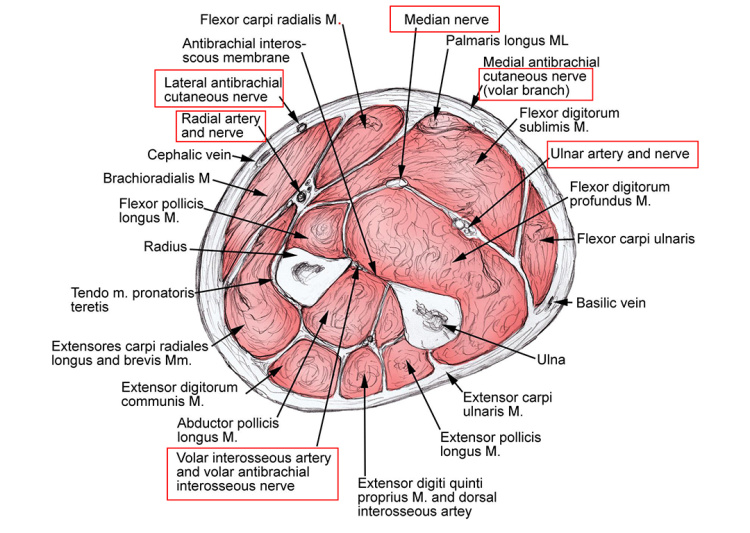 Flexor carpi radialis M.
Median nerve
Palmaris longus ML
Antibrachial interos-
scous membrane
Medial antibrachial
cutaneous nerve
(volar branch)
Lateral antibrachial
cutaneous nerve
Radial artery
and nerve
Flexor digitorum
sublimis M.
Cephalic vein
Ulnar artery and nerve
Brachioradialis M
Flexor digitorum
profundus M.
Flexor pollicis
longus M.
Flexor carpi ulnaris
Radius
Tendo m. pronatoris
teretis
Basilic vein
Extensores carpi radiales
longus and brevis Mm.
Ulna
Extensor digitorum
communis M.
Extensor carpi
ulnaris M.
Abductor pollicis
longus M.
Extensor pollicis
longus M.
Volar interosseous artery
and volar antibrachial
interosseous nerve
Extensor digiti quinti
proprius M. and dorsal
interosseous artey